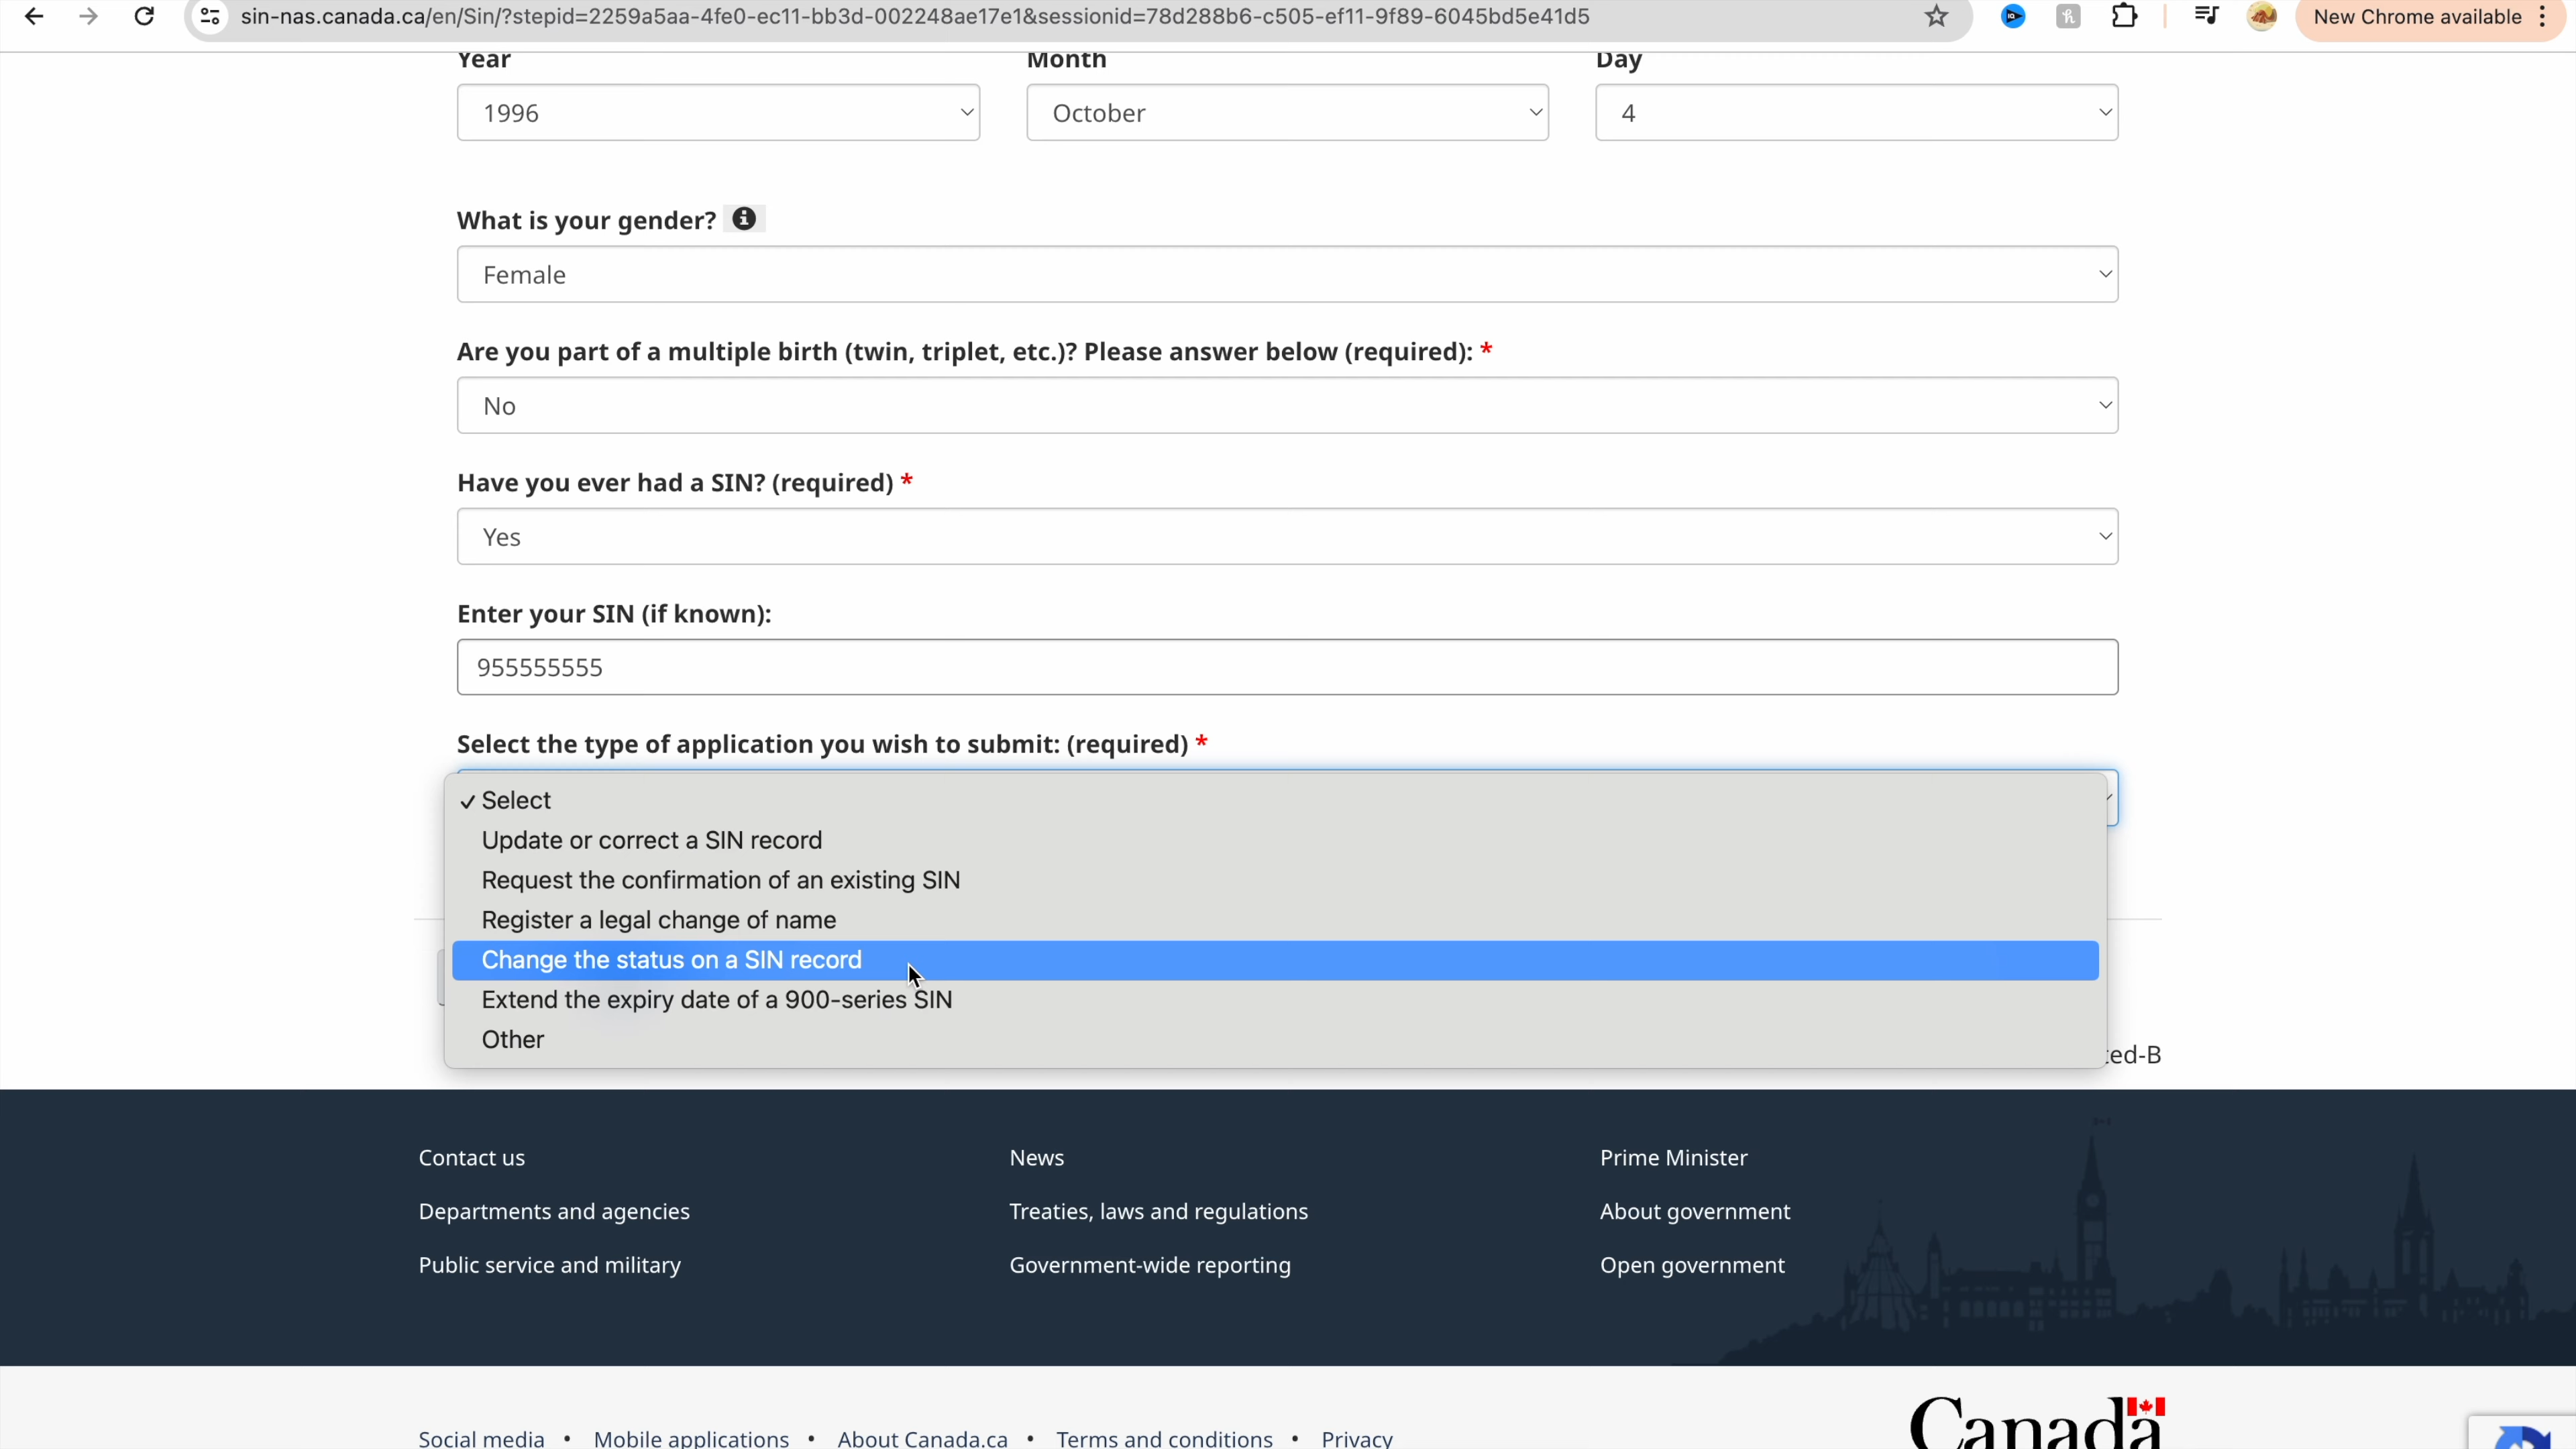 sin-nas.canada.ca/en/Sin/?stepid=2259a5aa-4fe0-ec11-bb3d-002248ae17e1&sessionid=78d288b6-c505-ef11-9f89-6045bd5e41d5
New Chrome available
Year Month Day
1996 October 4
What is your gender?
Female
Are you part of a multiple birth (twin, triplet, etc.)? Please answer below (required): *
No
Have you ever had a SIN? (required) *
Yes
Enter your SIN (if known):
955555555
Select the type of application you wish to submit: (required) *
✓ Select
Update or correct a SIN record
Request the confirmation of an existing SIN
Register a legal change of name
Change the status on a SIN record
Extend the expiry date of a 900-series SIN
Other
ted-B
Contact us News Prime Minister
Departments and agencies Treaties, laws and regulations About government
Public service and military Government-wide reporting Open government
Social media • Mobile applications • About Canada.ca • Terms and conditions • Privacy
Canada